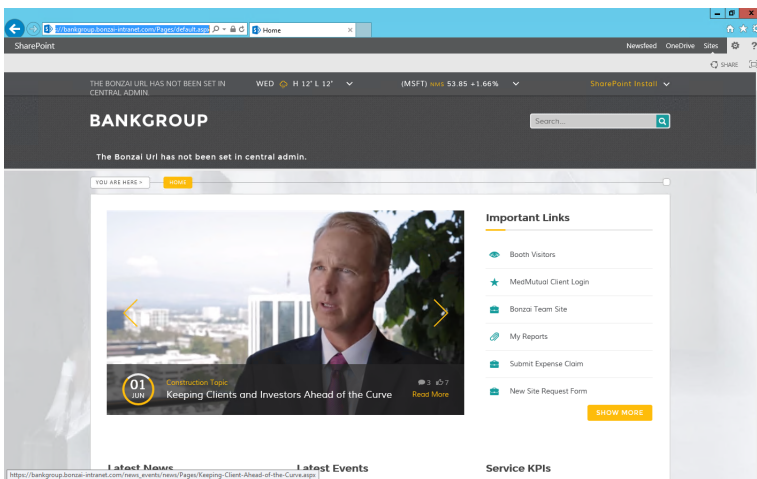 ://bankgroup.bonzai-intranet.com/Pages/default.aspx
Home
SharePoint
Newsfeed OneDrive Sites ?
SHARE
THE BONZAI URL HAS NOT BEEN SET IN
CENTRAL ADMIN.
WED H 12° L 12°
(MSFT) NMS 53.85 +1.66%
SharePoint Install
BANKGROUP
Search...
The Bonzai Url has not been set in central admin.
YOU ARE HERE >
HOME
Important Links
Booth Visitors
MedMutual Client Login
Bonzai Team Site
My Reports
Submit Expense Claim
New Site Request Form
SHOW MORE
01
JUN
Construction Topic
3 7
Keeping Clients and Investors Ahead of the Curve
Read More
Latest News
Latest Events
Service KPIs
https://bankgroup.bonzai-intranet.com/news_events/news/Pages/Keeping-Client-Ahead-of-the-Curve.aspx